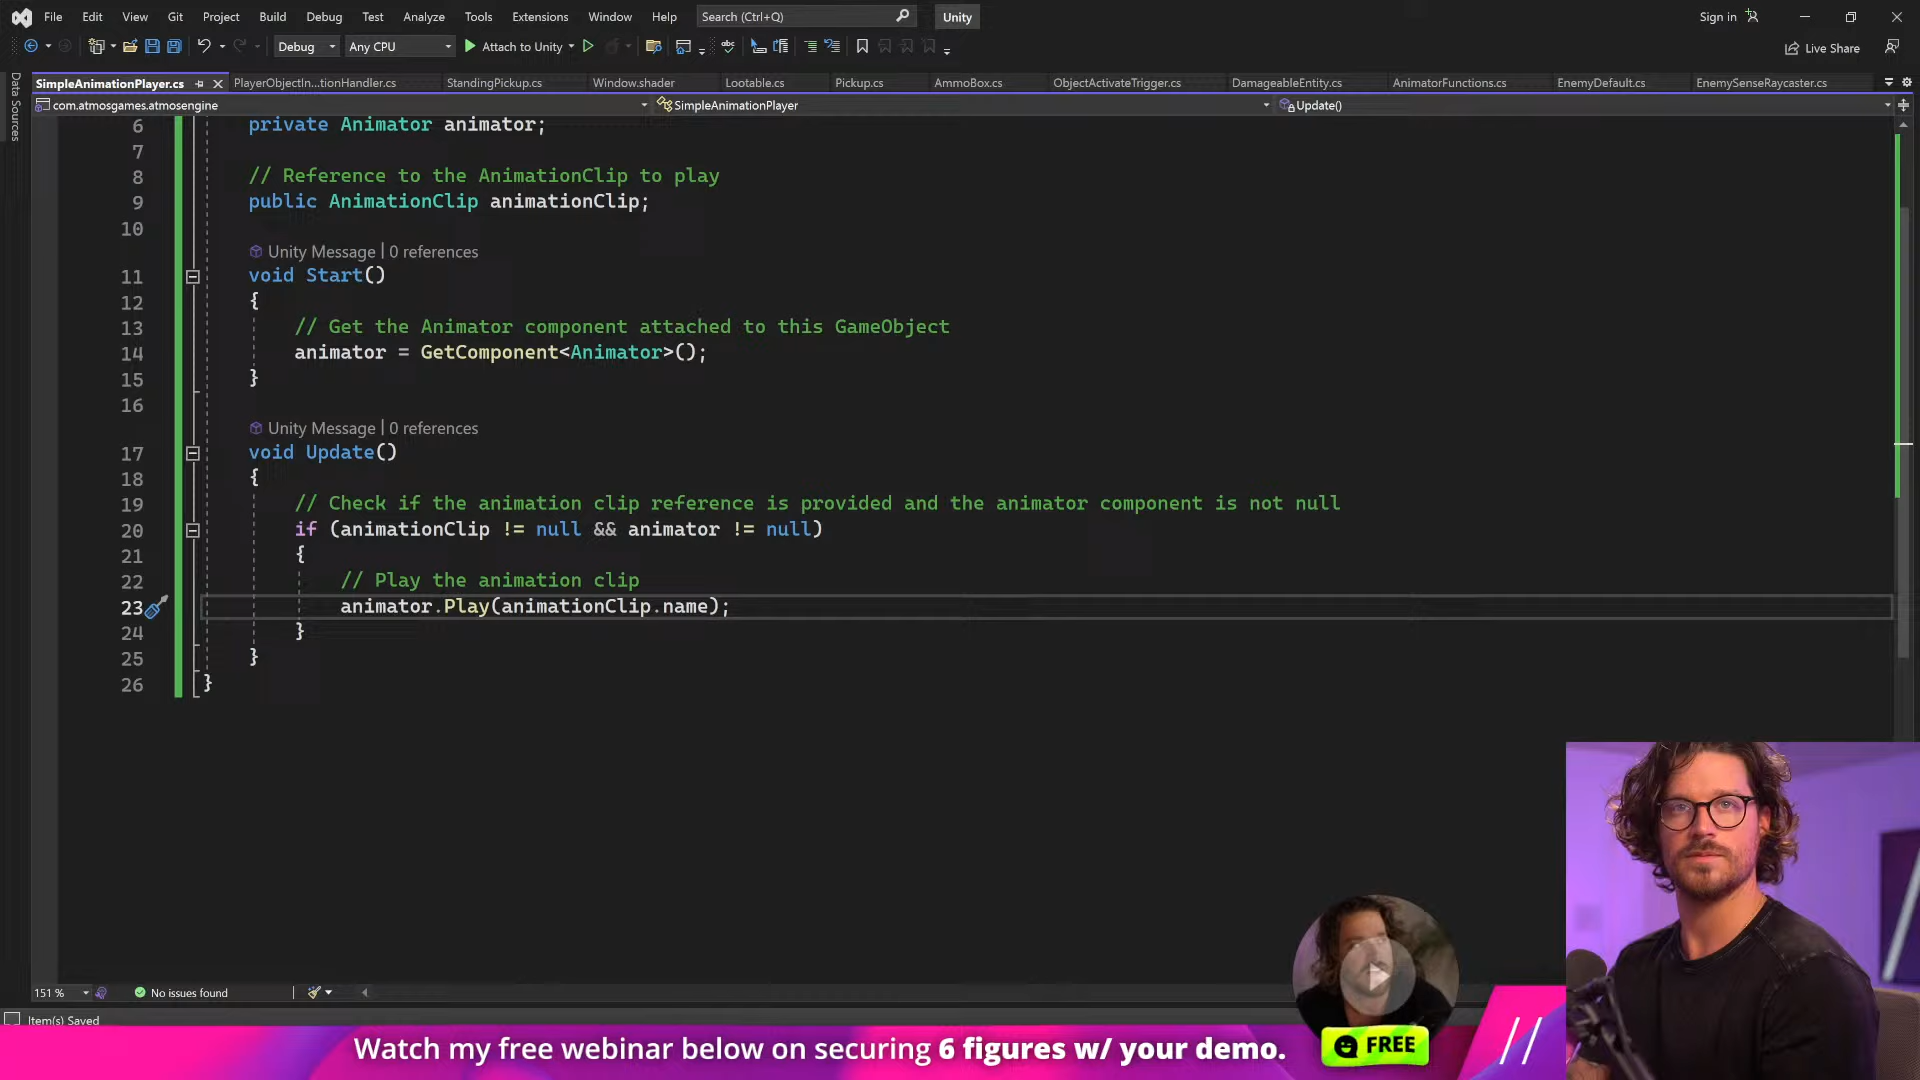 File Edit View Git Project Build Debug Test Analyze Tools Extensions Window Help Search (Ctrl+Q) Unity Sign in
Debug Any CPU Attach to Unity Live Share
Data Sources
SimpleAnimationPlayer.cs PlayerObjectIn...tionHandler.cs StandingPickup.cs Window.shader Lootable.cs Pickup.cs AmmoBox.cs ObjectActivateTrigger.cs DamageableEntity.cs AnimatorFunctions.cs EnemyDefault.cs EnemySenseRaycaster.cs
com.atmosgames.atmosengine SimpleAnimationPlayer Update()
6 private Animator animator;
7
8 // Reference to the AnimationClip to play
9 public AnimationClip animationClip;
10
Unity Message | 0 references
11 void Start()
12 {
13 // Get the Animator component attached to this GameObject
14 animator = GetComponent<Animator>();
15 }
16
Unity Message | 0 references
17 void Update()
18 {
19 // Check if the animation clip reference is provided and the animator component is not null
20 if (animationClip != null && animator != null)
21 {
22 // Play the animation clip
23 animator.Play(animationClip.name);
24 }
25 }
26 }
151 % No issues found
Item(s) Saved
Watch my free webinar below on securing 6 figures w/ your demo. FREE //